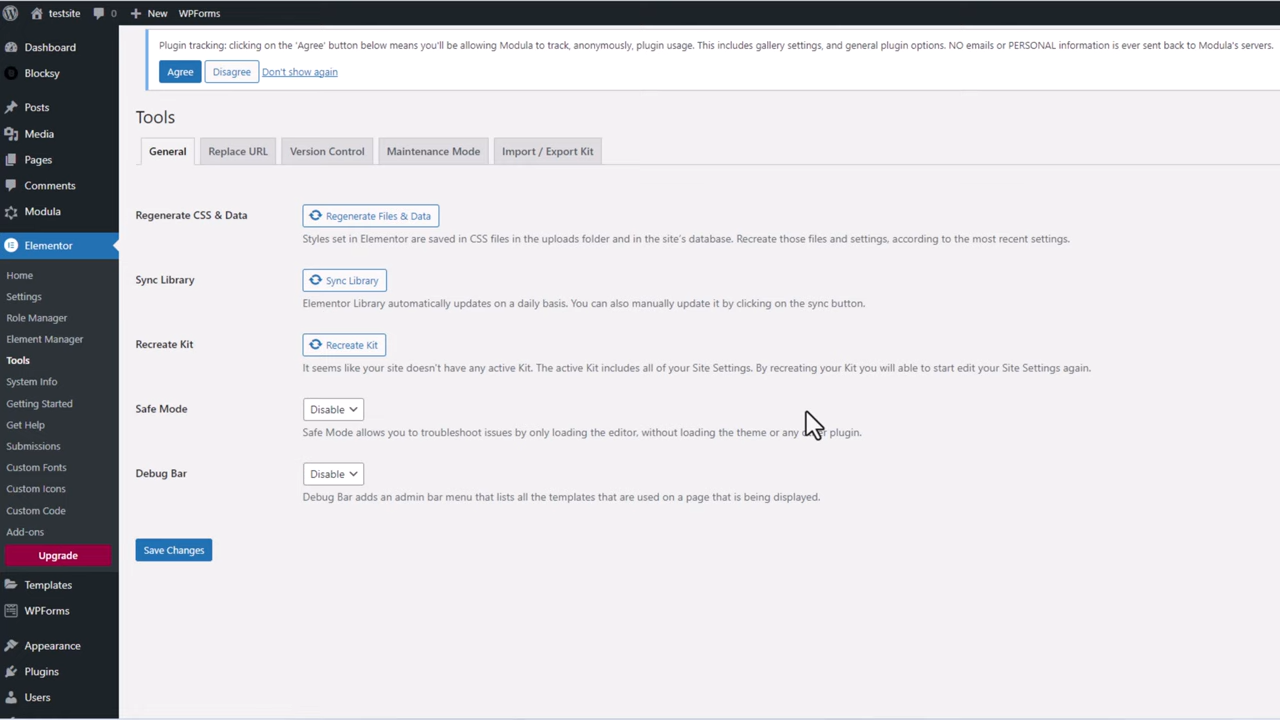 testsite 0 New WPForms
Dashboard
Blocksy
Posts
Media
Pages
Comments
Modula
Elementor
Home
Settings
Role Manager
Element Manager
Tools
System Info
Getting Started
Get Help
Submissions
Custom Fonts
Custom Icons
Custom Code
Add-ons
Upgrade
Templates
WPForms
Appearance
Plugins
Users
Plugin tracking: clicking on the 'Agree' button below means you'll be allowing Modula to track, anonymously, plugin usage. This includes gallery settings, and general plugin options. NO emails or PERSONAL information is ever sent back to Modula's servers.
Agree Disagree Don't show again
Tools
General Replace URL Version Control Maintenance Mode Import / Export Kit
Regenerate CSS & Data Regenerate Files & Data
Styles set in Elementor are saved in CSS files in the uploads folder and in the site's database. Recreate those files and settings, according to the most recent settings.
Sync Library Sync Library
Elementor Library automatically updates on a daily basis. You can also manually update it by clicking on the sync button.
Recreate Kit Recreate Kit
It seems like your site doesn't have any active Kit. The active Kit includes all of your Site Settings. By recreating your Kit you will able to start edit your Site Settings again.
Safe Mode Disable
Safe Mode allows you to troubleshoot issues by only loading the editor, without loading the theme or any plugin.
Debug Bar Disable
Debug Bar adds an admin bar menu that lists all the templates that are used on a page that is being displayed.
Save Changes